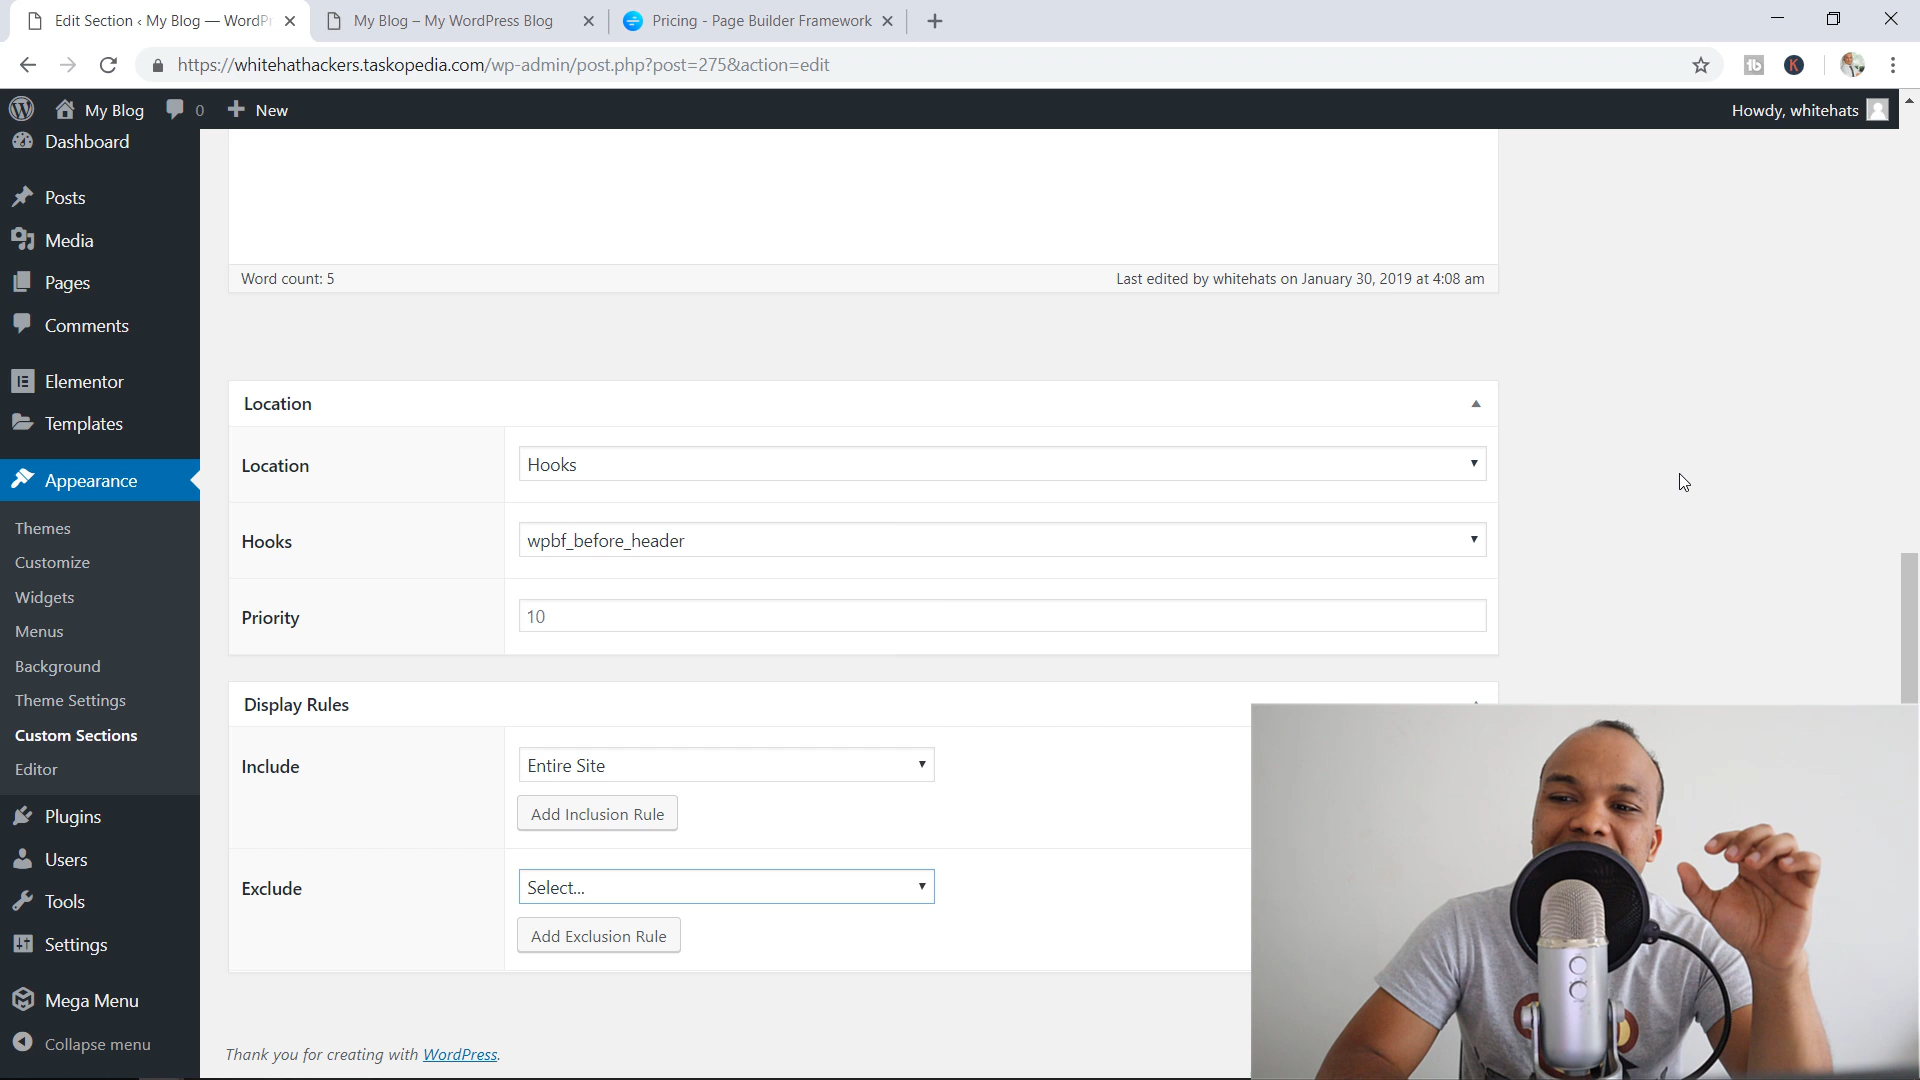 Edit Section ‹ My Blog — WordPr
My Blog – My WordPress Blog
Pricing - Page Builder Framework
https://whitehathackers.taskopedia.com/wp-admin/post.php?post=275&action=edit
tb
K
My Blog
0
New
Howdy, whitehats
Dashboard
Posts
Media
Pages
Comments
Elementor
Templates
Appearance
Themes
Customize
Widgets
Menus
Background
Theme Settings
Custom Sections
Editor
Plugins
Users
Tools
Settings
Mega Menu
Collapse menu
Word count: 5
Last edited by whitehats on January 30, 2019 at 4:08 am
Location
Location
Hooks
Hooks
wpbf_before_header
Priority
10
Display Rules
Include
Entire Site
Add Inclusion Rule
Exclude
Select...
Add Exclusion Rule
Thank you for creating with WordPress.